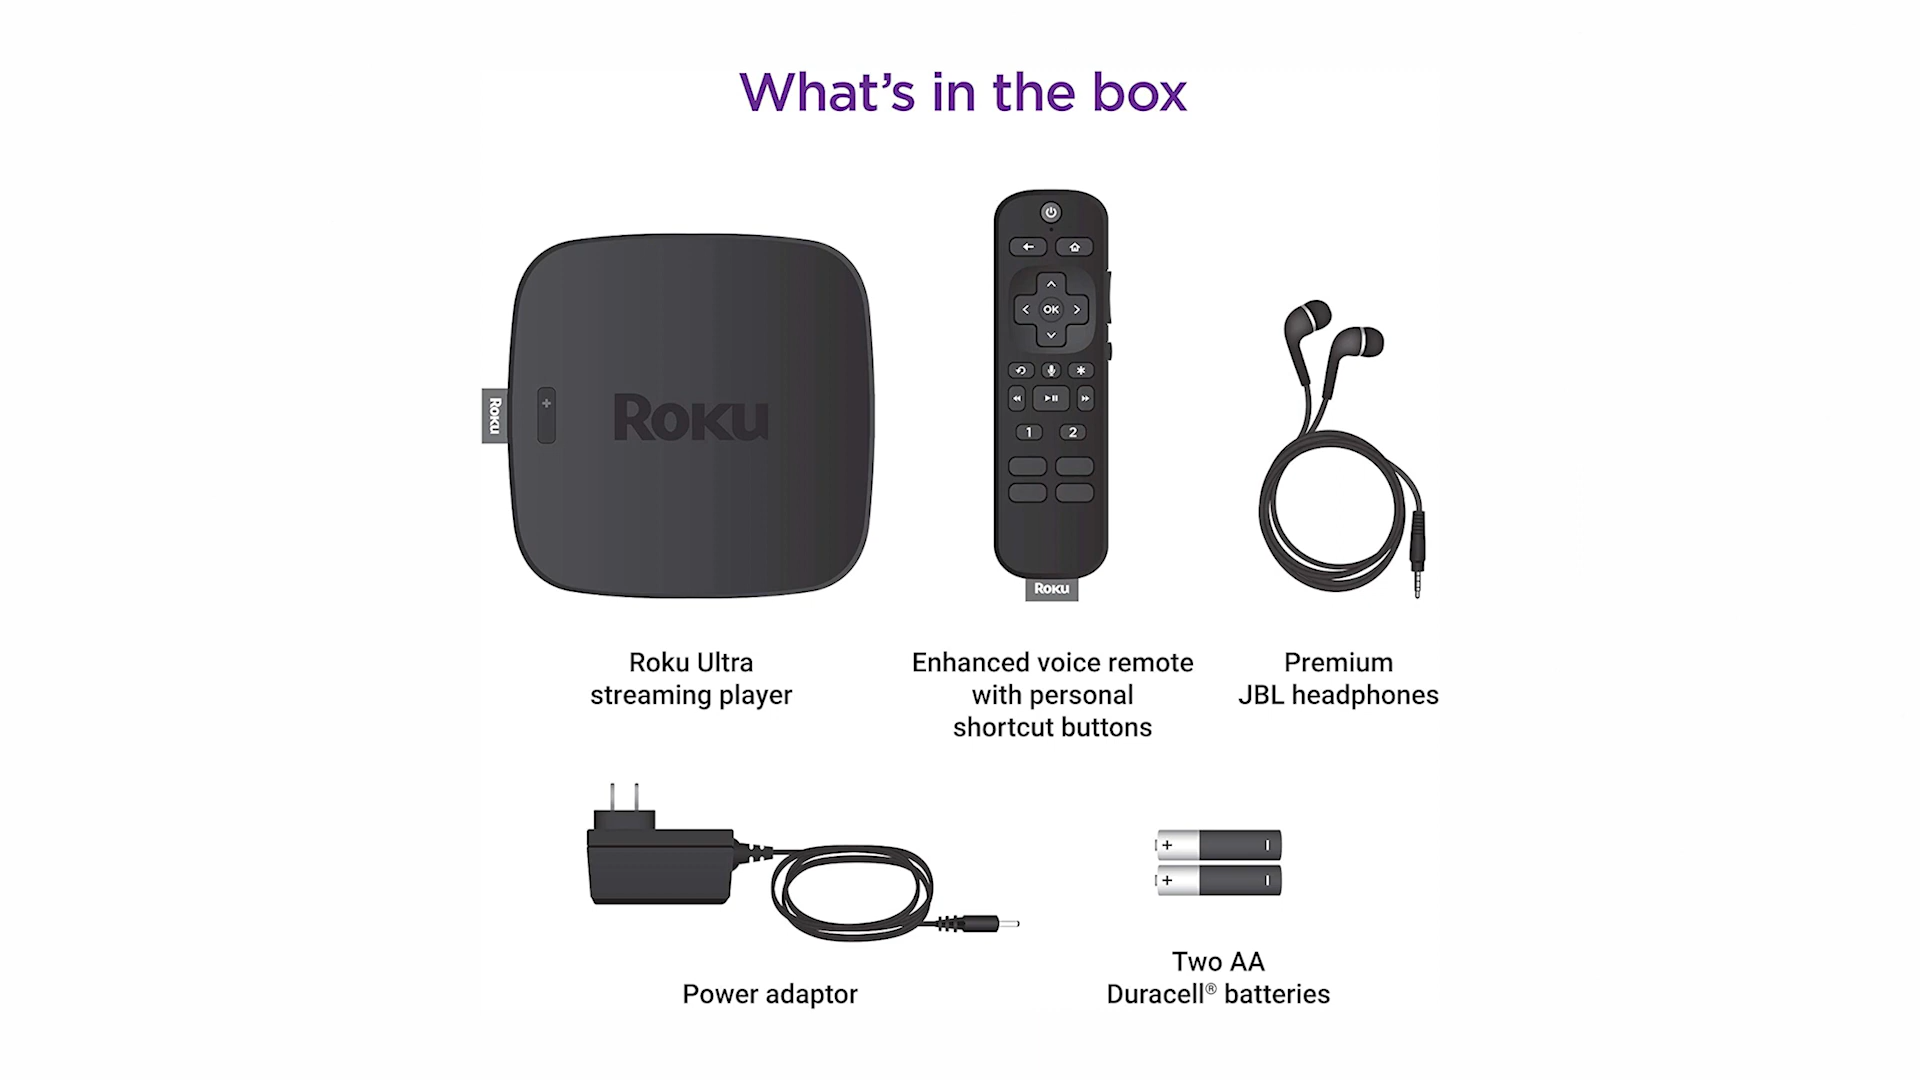 What's in the box
Roku
Roku
OK
1
2
Roku
Roku Ultra
streaming player
Enhanced voice remote
with personal
shortcut buttons
Premium
JBL headphones
Power adaptor
Two AA
Duracell® batteries